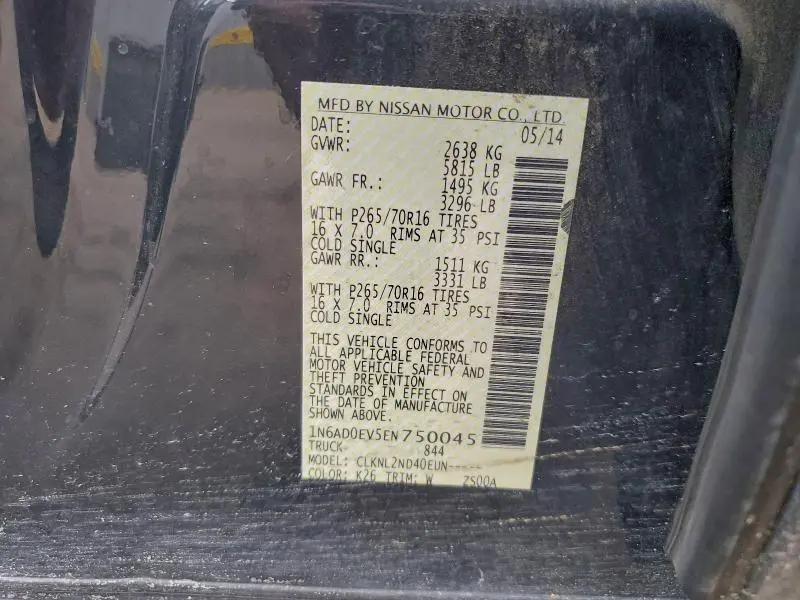 MFD BY NISSAN MOTOR CO., LTD.
DATE: 05/14
GVWR: 2638 KG
5815 LB
GAWR FR.: 1495 KG
3296 LB
WITH P265/70R16 TIRES
16 X 7.0 RIMS AT 35 PSI
COLD SINGLE
GAWR RR.: 1511 KG
3331 LB
WITH P265/70R16 TIRES
16 X 7.0 RIMS AT 35 PSI
COLD SINGLE
THIS VEHICLE CONFORMS TO
ALL APPLICABLE FEDERAL
MOTOR VEHICLE SAFETY AND
THEFT PREVENTION
STANDARDS IN EFFECT ON
THE DATE OF MANUFACTURE
SHOWN ABOVE.
1N6AD0EV5EN750045
TRUCK- 844
MODEL: CLKNL2ND40EUN-----
COLOR: K26 TRIM: W 2S00A